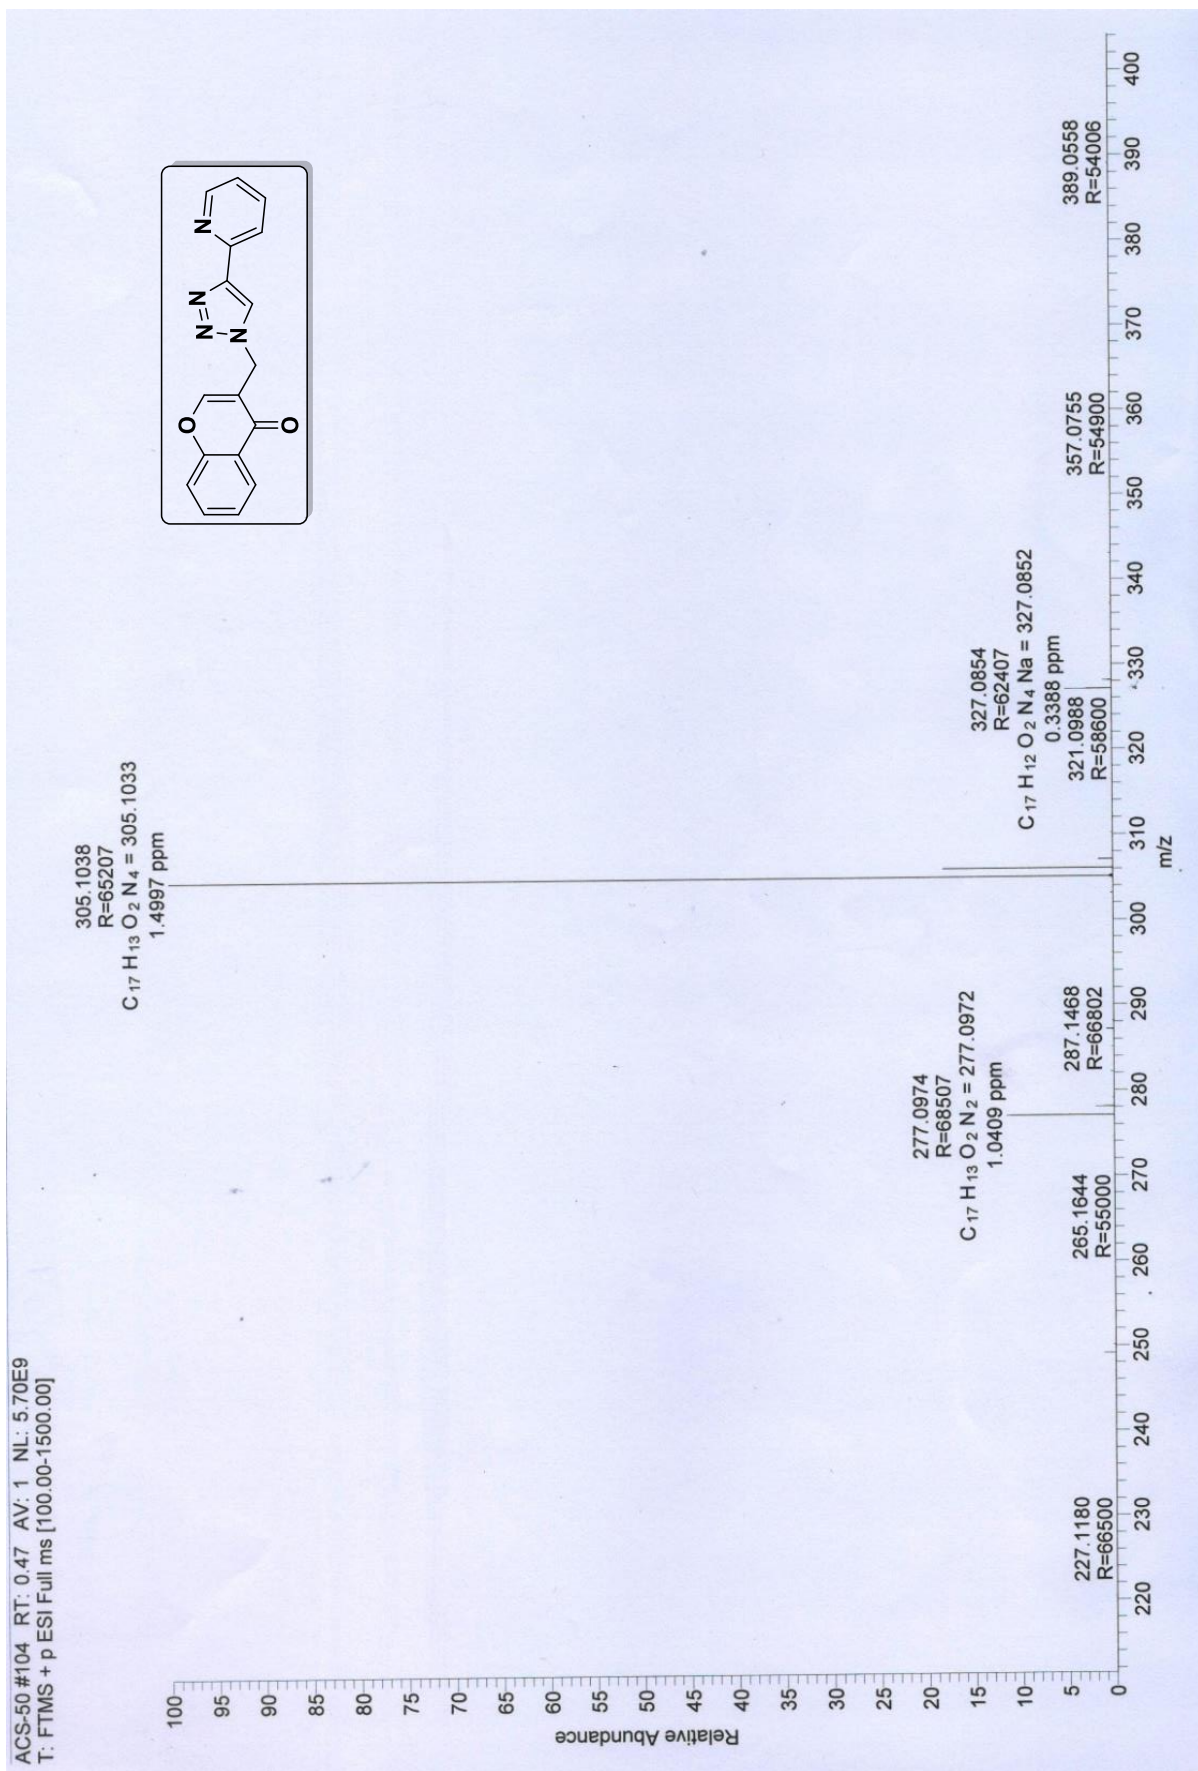 ACS-50 #104 RT: 0.47 AV: 1 NL: 5.70E9
T: FTMS + p ESI Full ms [100.00-1500.00]
305.1038
R=65207
C17 H13 O2 N4 = 305.1033
1.4997 ppm
N
N
N
N
O
O
277.0974
R=68507
C17 H13 O2 N2 = 277.0972
1.0409 ppm
327.0854
R=62407
C17 H12 O2 N4 Na = 327.0852
0.3388 ppm
227.1180
R=66500
265.1644
R=55000
287.1468
R=66802
321.0988
R=58600
357.0755
R=54900
389.0558
R=54006
Relative Abundance
100
95
90
85
80
75
70
65
60
55
50
45
40
35
30
25
20
15
10
5
0
220 230 240 250 260 270 280 290 300 310 320 330 340 350 360 370 380 390 400
m/z